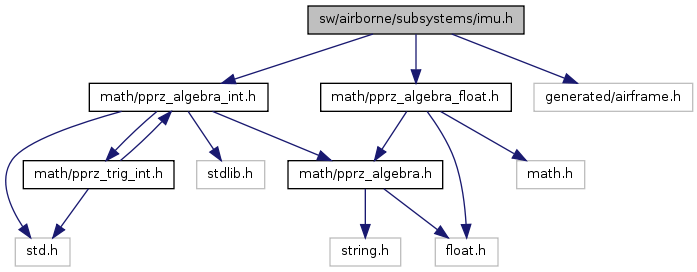 sw/airborne/subsystems/imu.h
math/pprz_algebra_int.h
math/pprz_algebra_float.h
generated/airframe.h
math/pprz_trig_int.h
stdlib.h
math/pprz_algebra.h
math.h
std.h
string.h
float.h